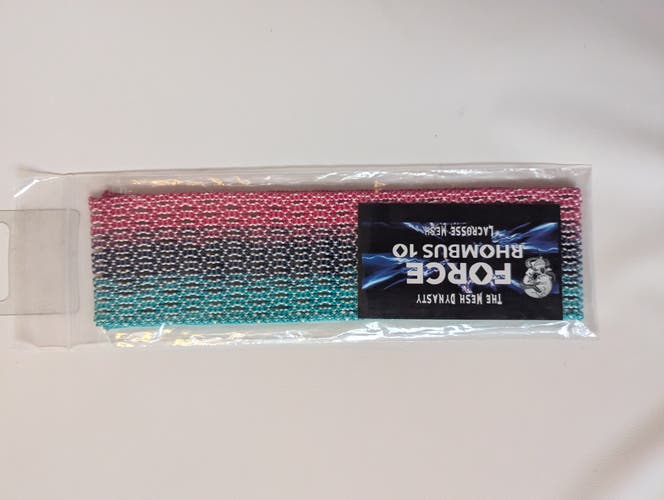 THE MESH DYNASTY
FORCE
RHOMBUS 10
LACROSSE MESH